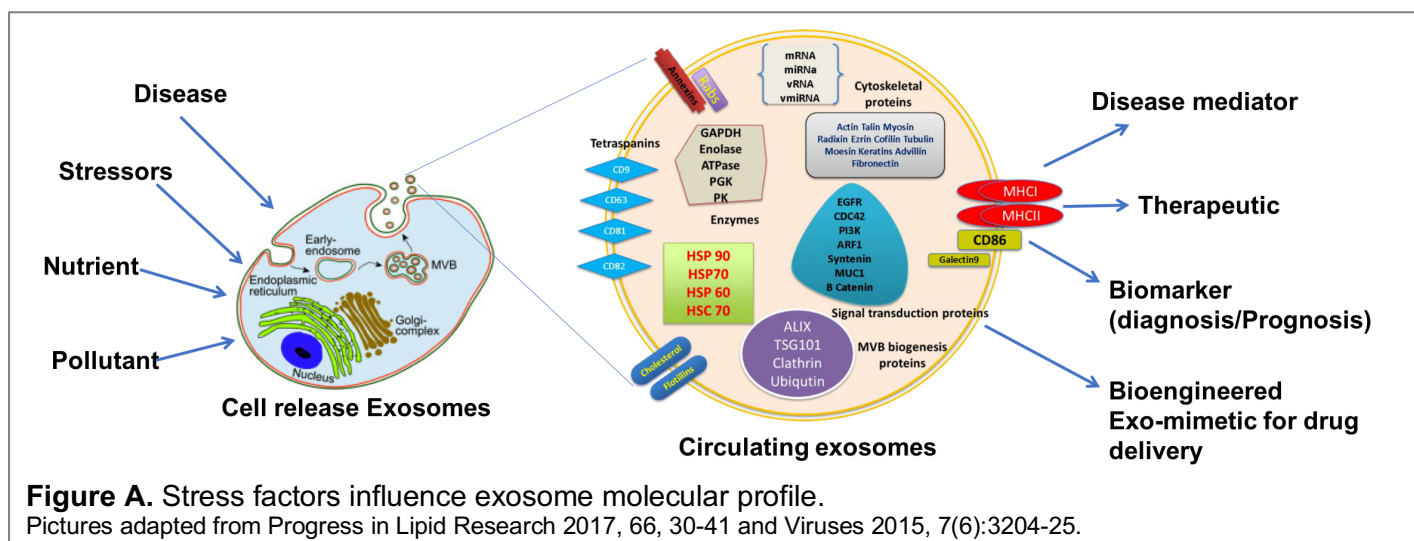 Disease
Stressors
Nutrient
Pollutant
Early-
endosome
MVB
Endoplasmic
reticulum
Golgi-
complex
Nucleus
Cell release Exosomes
Annexins
Rabs
mRNA
miRNa
vRNA
vmiRNA
Cytoskeletal
proteins
Actin Talin Myosin
Radixin Ezrin Cofilin Tubulin
Moesin Keratins Advillin
Fibronectin
Tetraspanins
CD9
CD63
CD81
CD82
GAPDH
Enolase
ATPase
PGK
PK
Enzymes
HSP 90
HSP70
HSP 60
HSC 70
EGFR
CDC42
PI3K
ARF1
Syntenin
MUC1
B Catenin
Signal transduction proteins
MHCI
MHCII
CD86
Galectin9
ALIX
TSG101
Clathrin
Ubiqutin
MVB biogenesis
proteins
Cholesterol
Flotillins
Circulating exosomes
Disease mediator
Therapeutic
Biomarker
(diagnosis/Prognosis)
Bioengineered
Exo-mimetic for drug
delivery
Figure A. Stress factors influence exosome molecular profile.
Pictures adapted from Progress in Lipid Research 2017, 66, 30-41 and Viruses 2015, 7(6):3204-25.